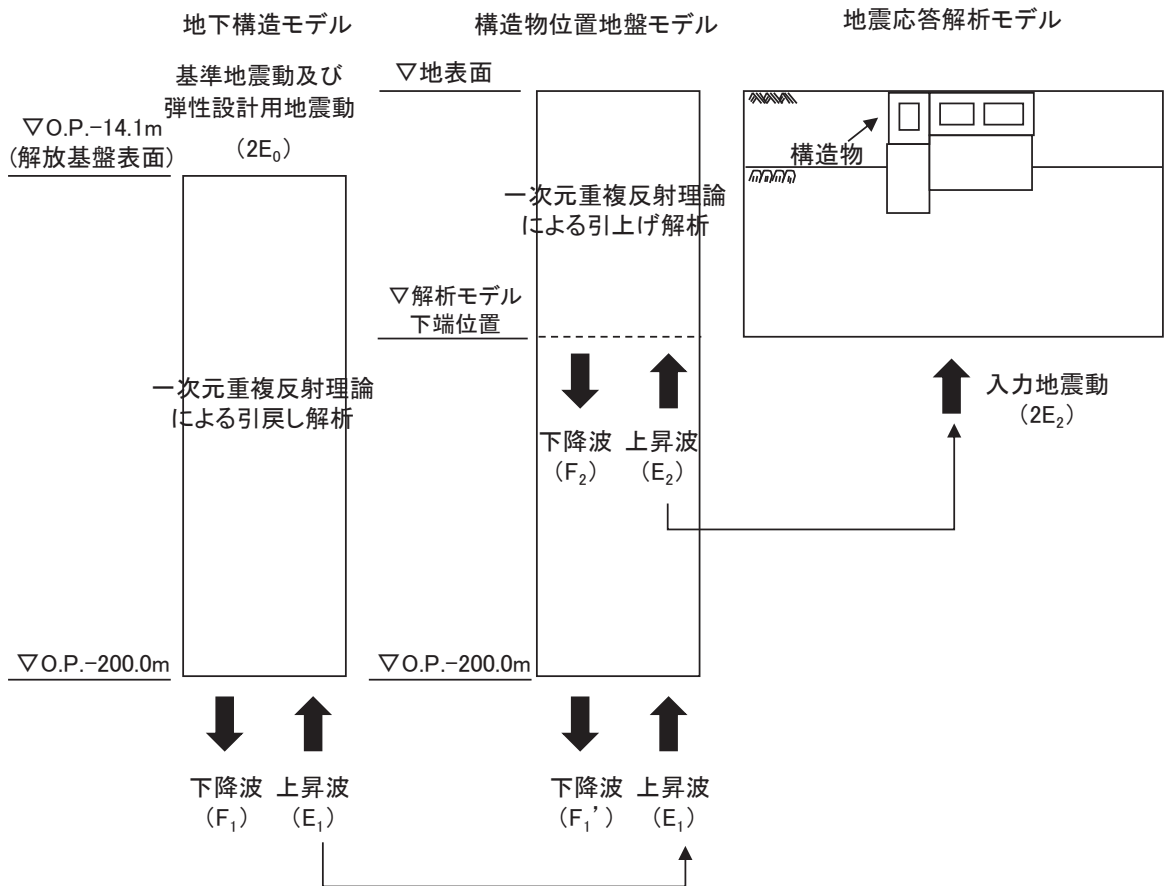 地下構造モデル
基準地震動及び
弾性設計用地震動
(2E₀)
▽O.P.-14.1m
(解放基盤表面)
一次元重複反射理論
による引戻し解析
▽O.P.-200.0m
下降波
(F₁)
上昇波
(E₁)
構造物位置地盤モデル
▽地表面
一次元重複反射理論
による引上げ解析
▽解析モデル
下端位置
下降波
(F₂)
上昇波
(E₂)
▽O.P.-200.0m
下降波
(F₁')
上昇波
(E₁)
地震応答解析モデル
構造物
入力地震動
(2E₂)